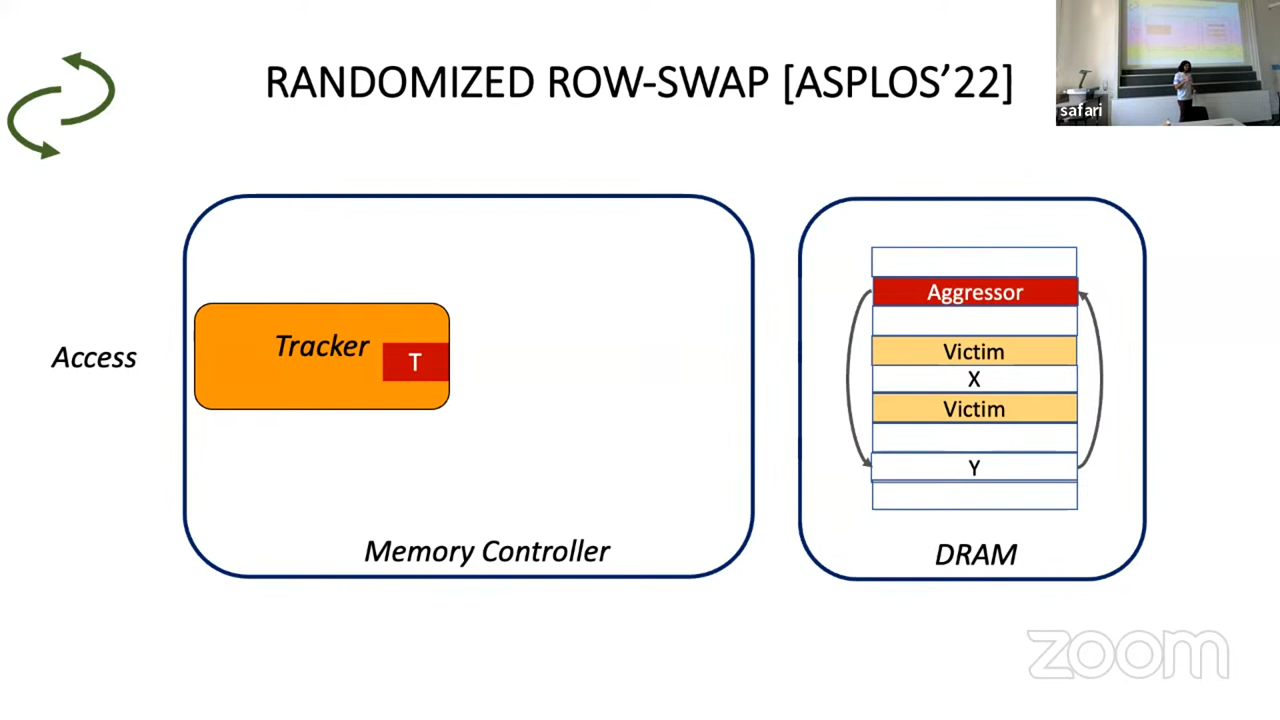 RANDOMIZED ROW-SWAP [ASPLOS’22]
safari
Access
Tracker
T
Memory Controller
Aggressor
Victim
X
Victim
Y
DRAM
zoom